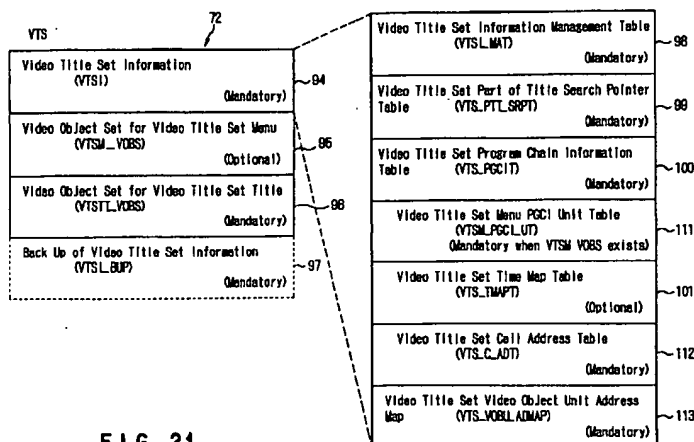 VTS
72
Video Title Set Information
(VTSI)
(Mandatory)
94
Video Object Set for Video Title Set Menu
(VTSM_VOBS)
(Optional)
95
Video Object Set for Video Title Set Title
(VTSTT_VOBS)
(Mandatory)
96
Back Up of Video Title Set Information
(VTSI_BUP)
(Mandatory)
97
Video Title Set Information Management Table
(VTSI_MAT)
(Mandatory)
98
Video Title Set Part of Title Search Pointer
Table
(VTS_PTT_SRPT)
(Mandatory)
99
Video Title Set Program Chain Information
Table
(VTS_PGCIT)
(Mandatory)
100
Video Title Set Menu PGCI Unit Table
(VTSM_PGCI_UT)
(Mandatory when VTSM VOBS exists)
111
Video Title Set Time Map Table
(VTS_TMAPT)
(Optional)
101
Video Title Set Cell Address Table
(VTS_C_ADT)
(Mandatory)
112
Video Title Set Video Object Unit Address
Map
(VTS_VOBU_ADMAP)
(Mandatory)
113
FIG. 21